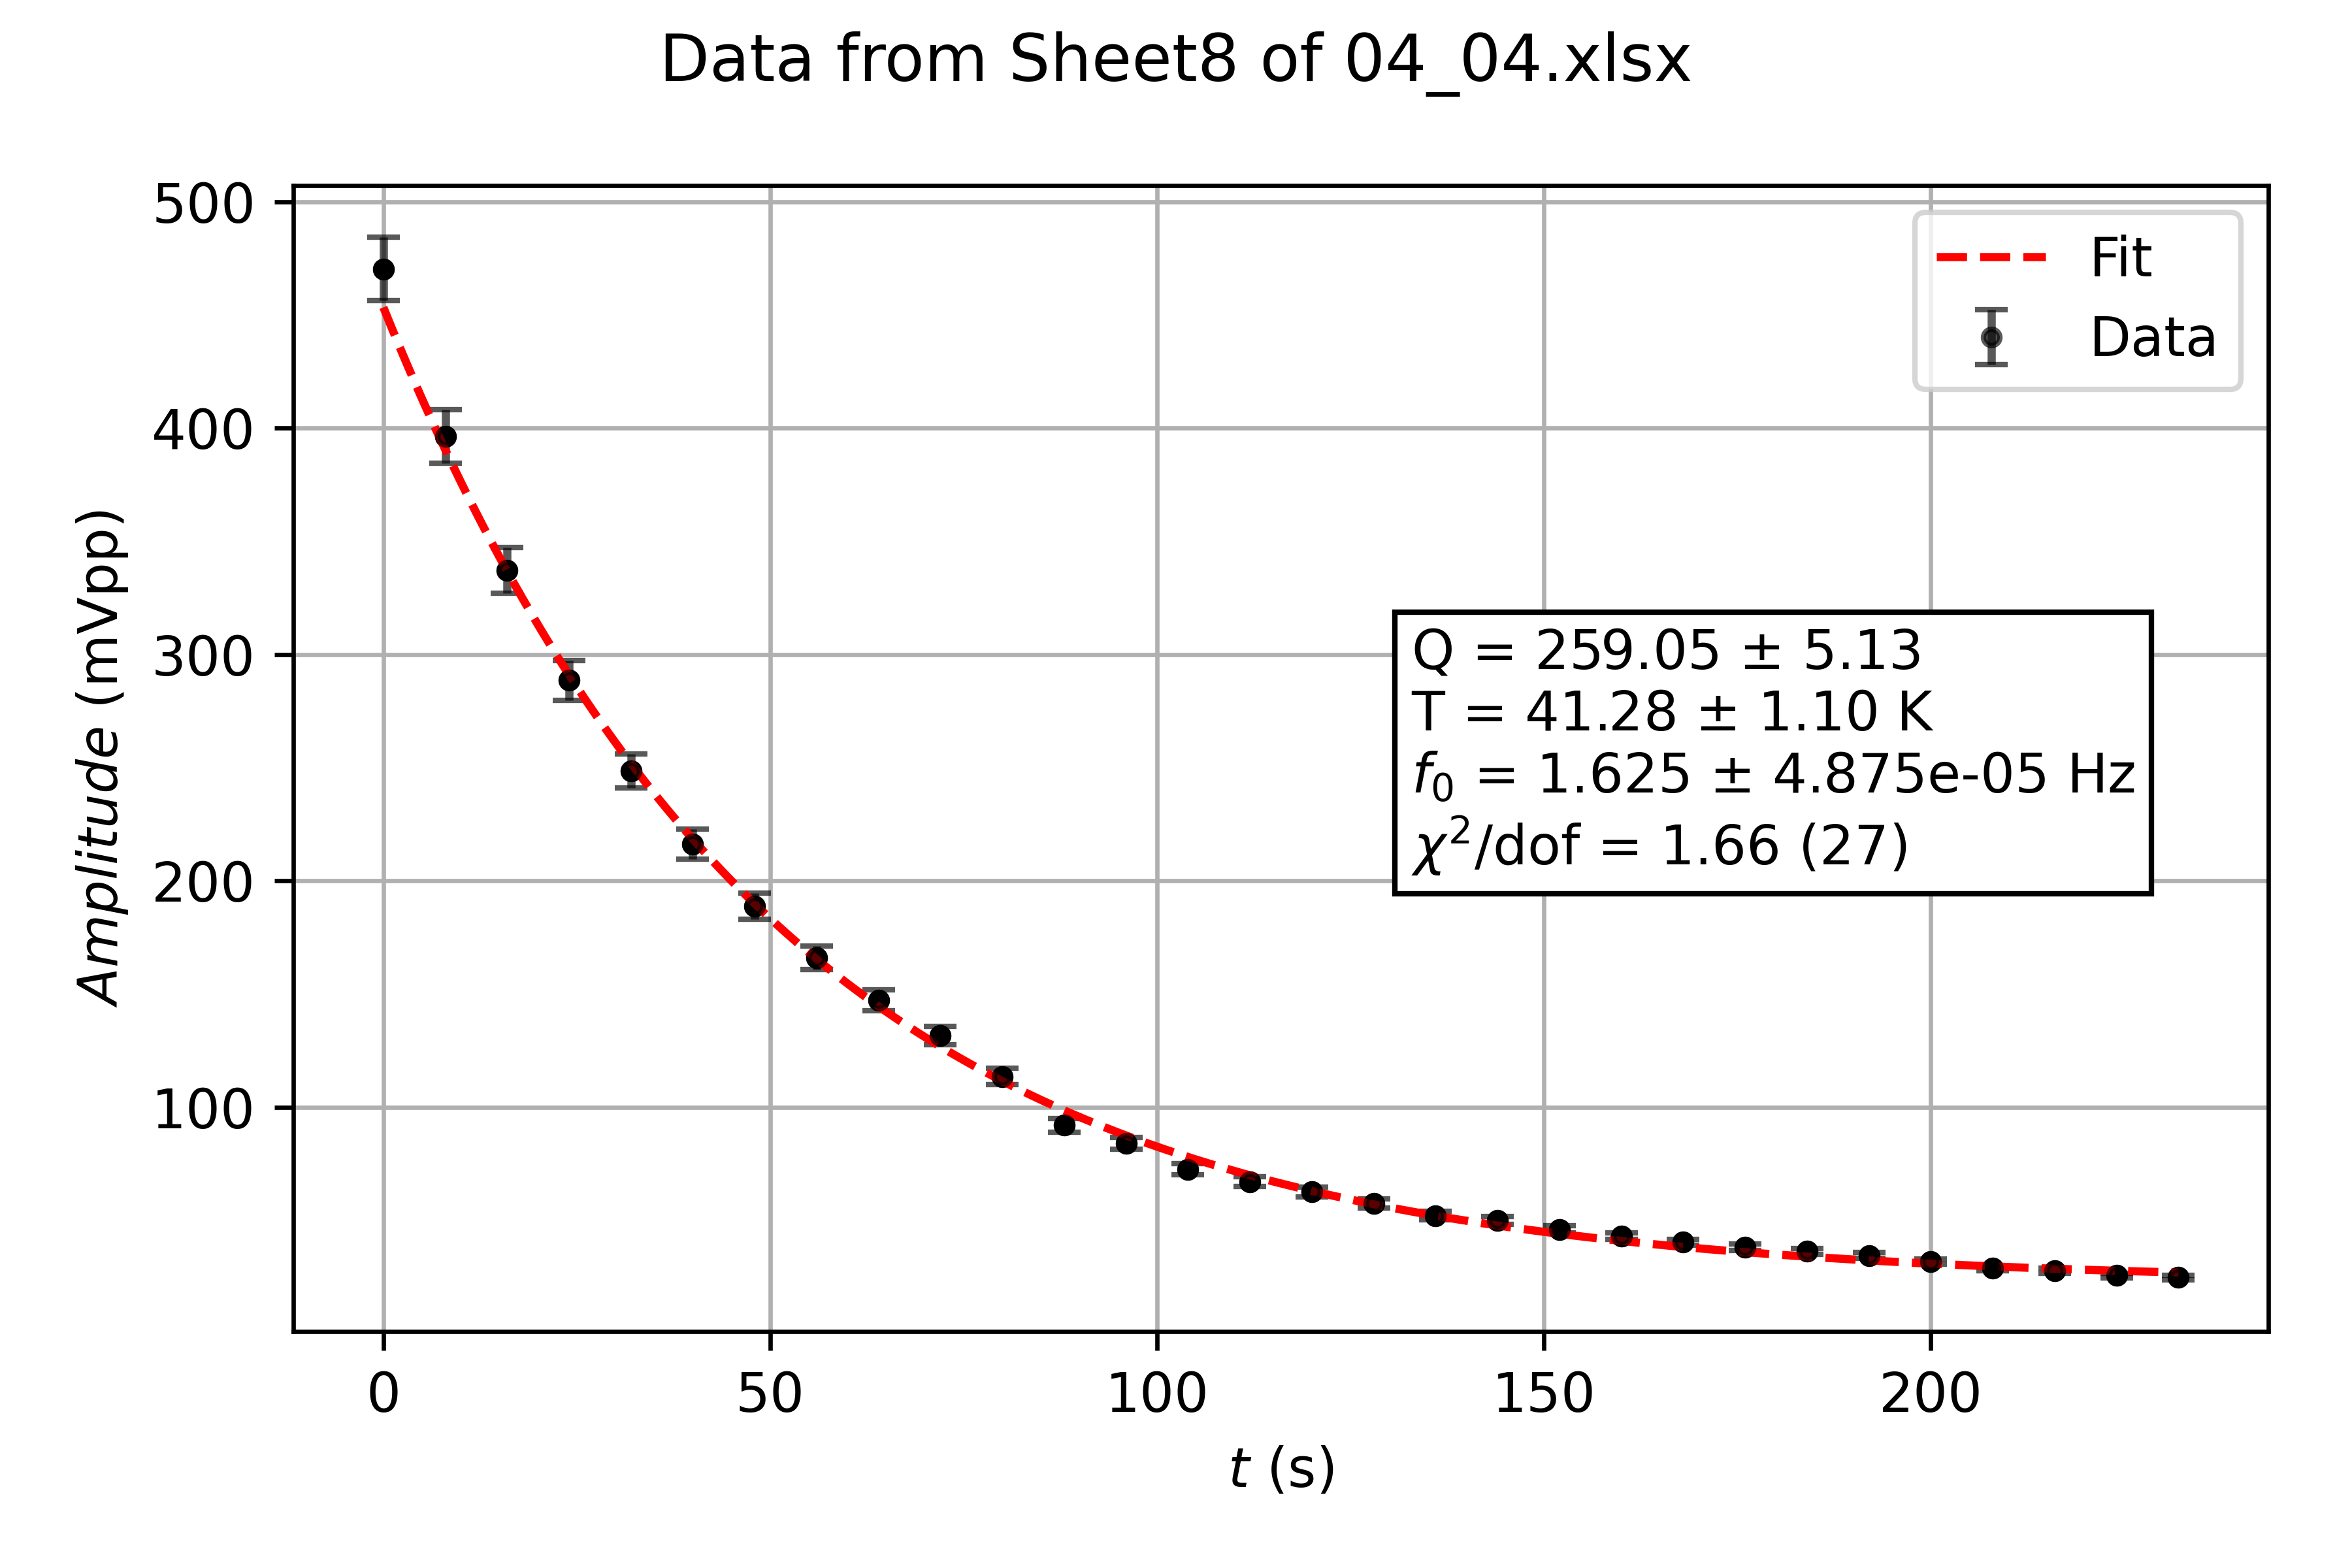 Data from Sheet8 of 04_04.xlsx
500
400
300
200
100
Amplitude (mVpp)
Fit
Data
Q = 259.05 ± 5.13
T = 41.28 ± 1.10 K
f₀ = 1.625 ± 4.875e-05 Hz
χ²/dof = 1.66 (27)
0 50 100 150 200
t (s)